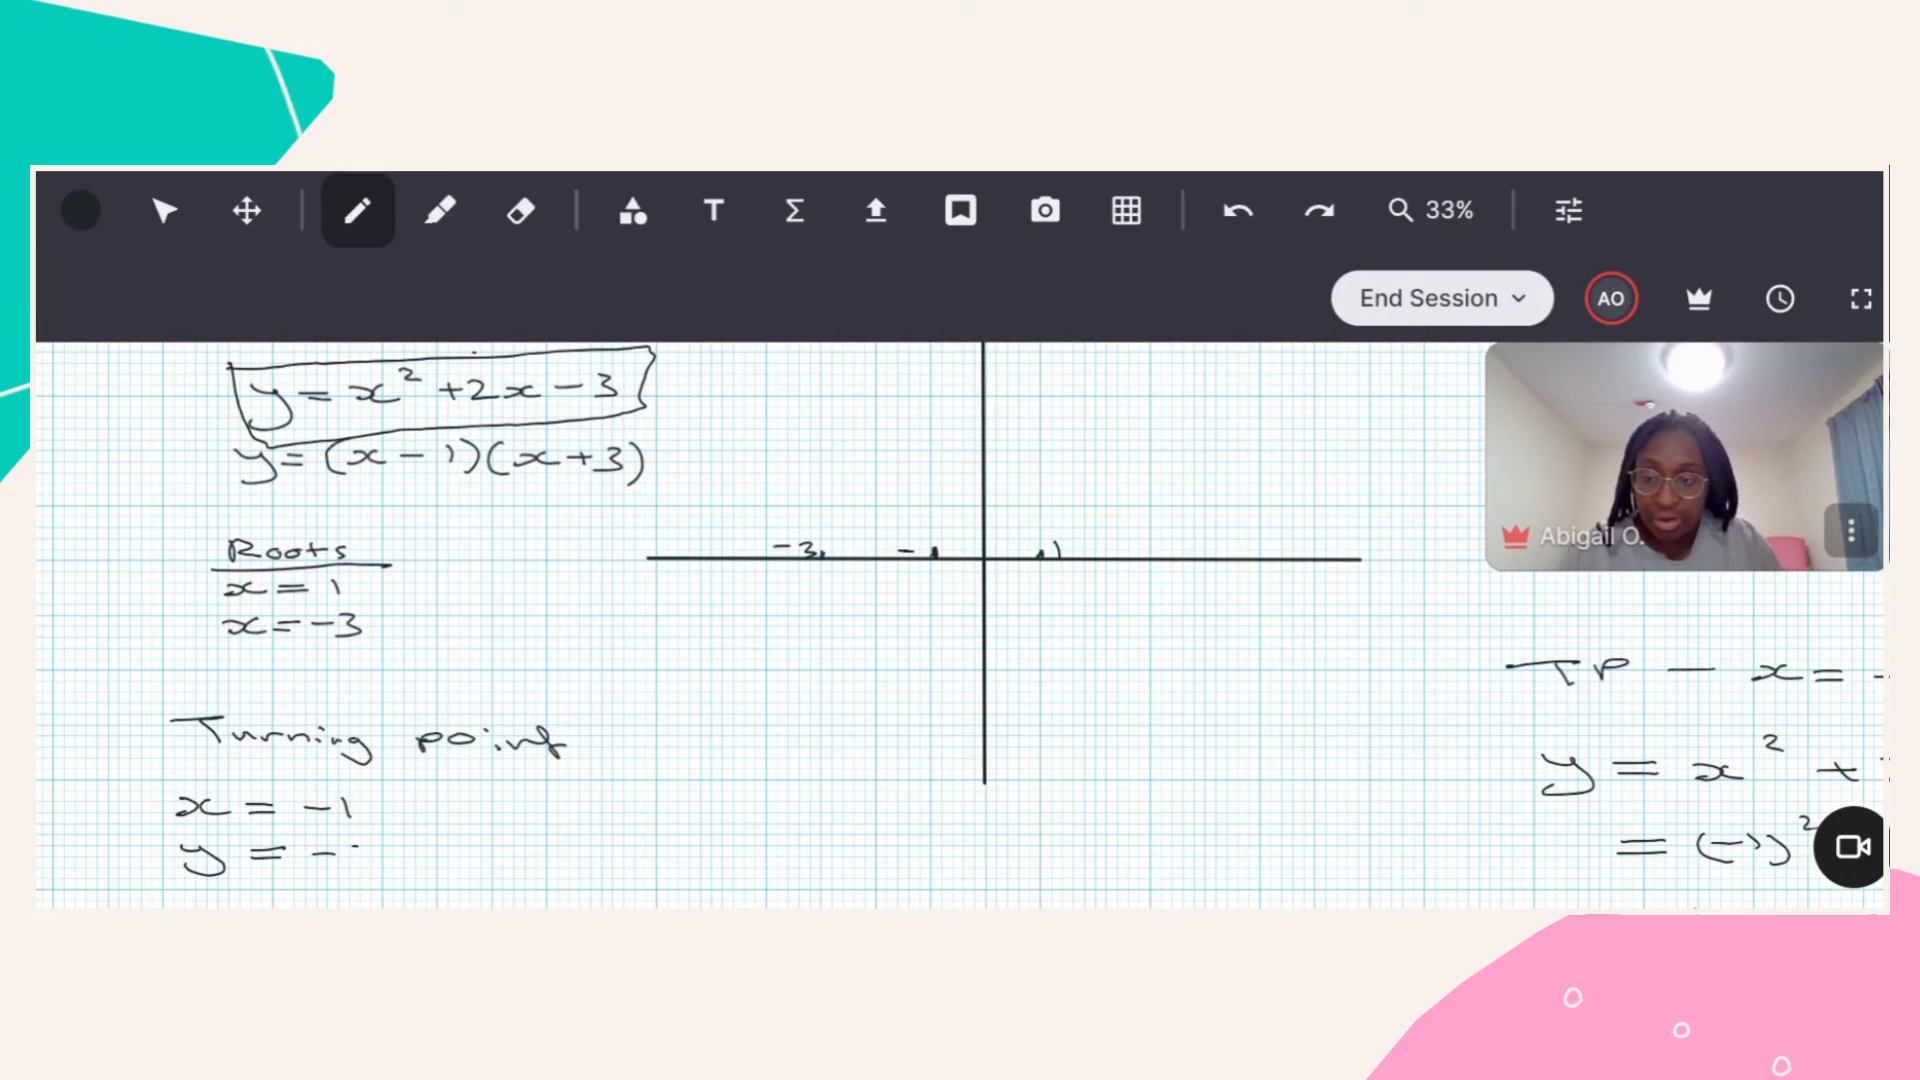 33%
End Session
AO
y = x² + 2x - 3
y = (x - 1)(x + 3)
Roots
x = 1
x = -3
-3 -1 1
Abigail O.
Turning point
x = -1
y = -
TP - x = -
y = x² +
= (-1)²